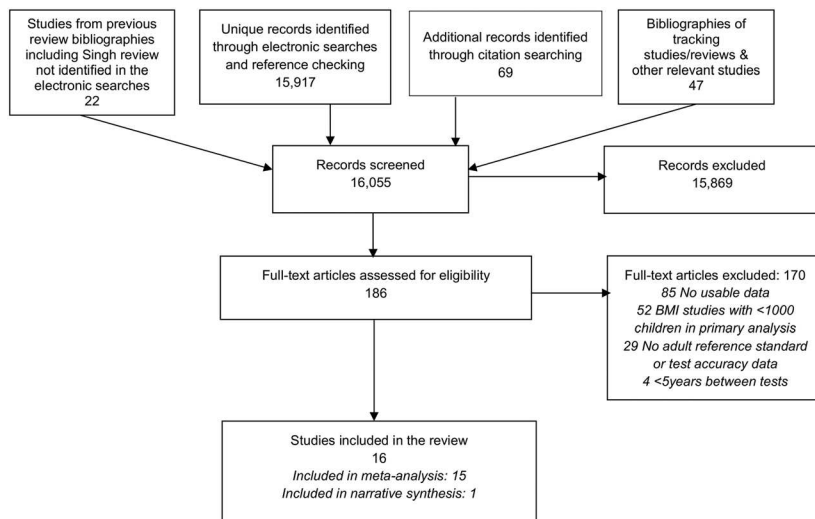 Studies from previous
review bibliographies
including Singh review
not identified in the
electronic searches
22
Unique records identified
through electronic searches
and reference checking
15,917
Additional records identified
through citation searching
69
Bibliographies of
tracking
studies/reviews &
other relevant studies
47
Records screened
16,055
Records excluded
15,869
Full-text articles assessed for eligibility
186
Full-text articles excluded: 170
85 No usable data
52 BMI studies with <1000
children in primary analysis
29 No adult reference standard
or test accuracy data
4 <5years between tests
Studies included in the review
16
Included in meta-analysis: 15
Included in narrative synthesis: 1